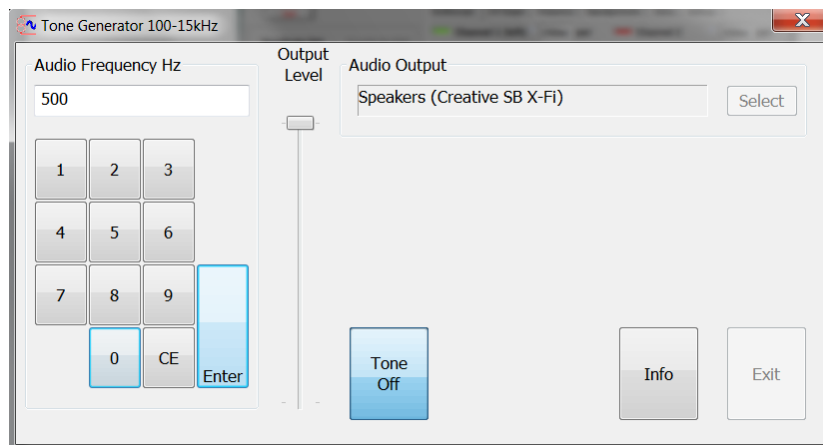 Tone Generator 100-15kHz
X
Audio Frequency Hz
Output
Level
Audio Output
500
Speakers (Creative SB X-Fi)
Select
1 2 3
4 5 6
7 8 9
0 CE
Enter
Tone
Off
Info
Exit